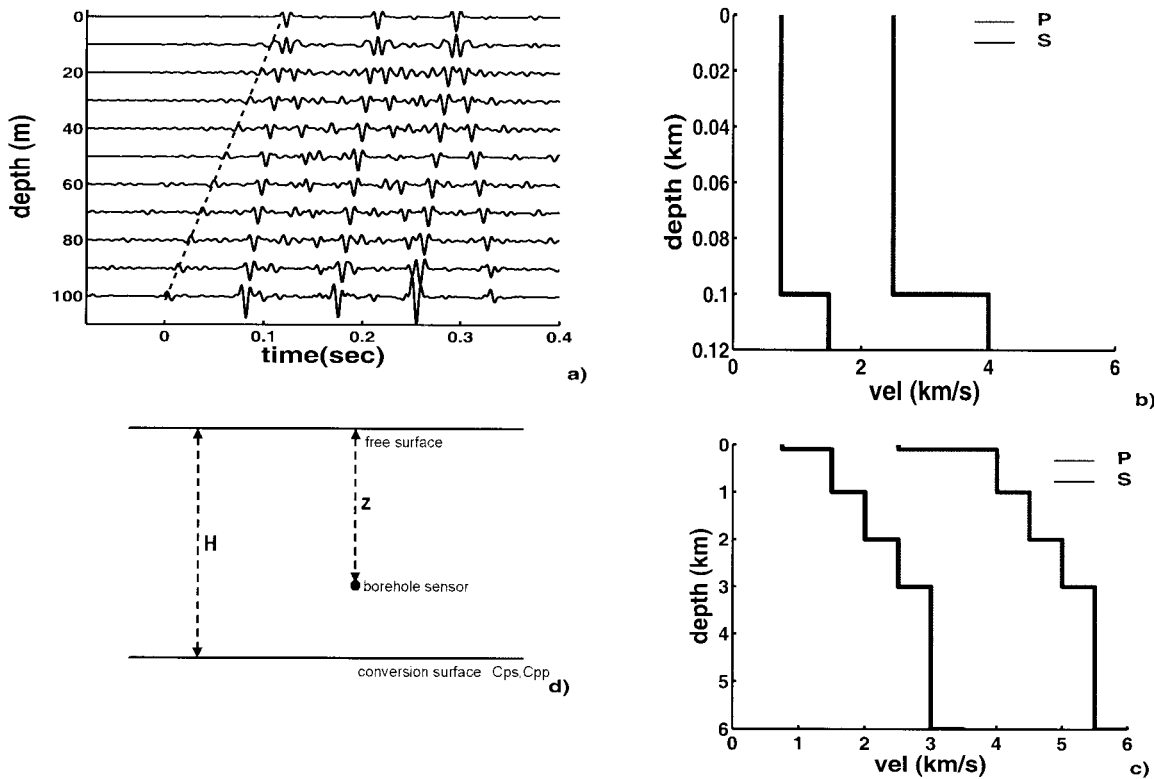 0
20
40
60
80
100
depth (m)
0
0.1
0.2
0.3
0.4
time(sec)
a)
0
0.02
0.04
0.06
0.08
0.1
0.12
depth (km)
P
S
0
2
4
6
vel (km/s)
b)
free surface
z
H
borehole sensor
conversion surface Cps,Cpp
d)
0
1
2
3
4
5
6
depth (km)
P
S
0
1
2
3
4
5
6
vel (km/s)
c)